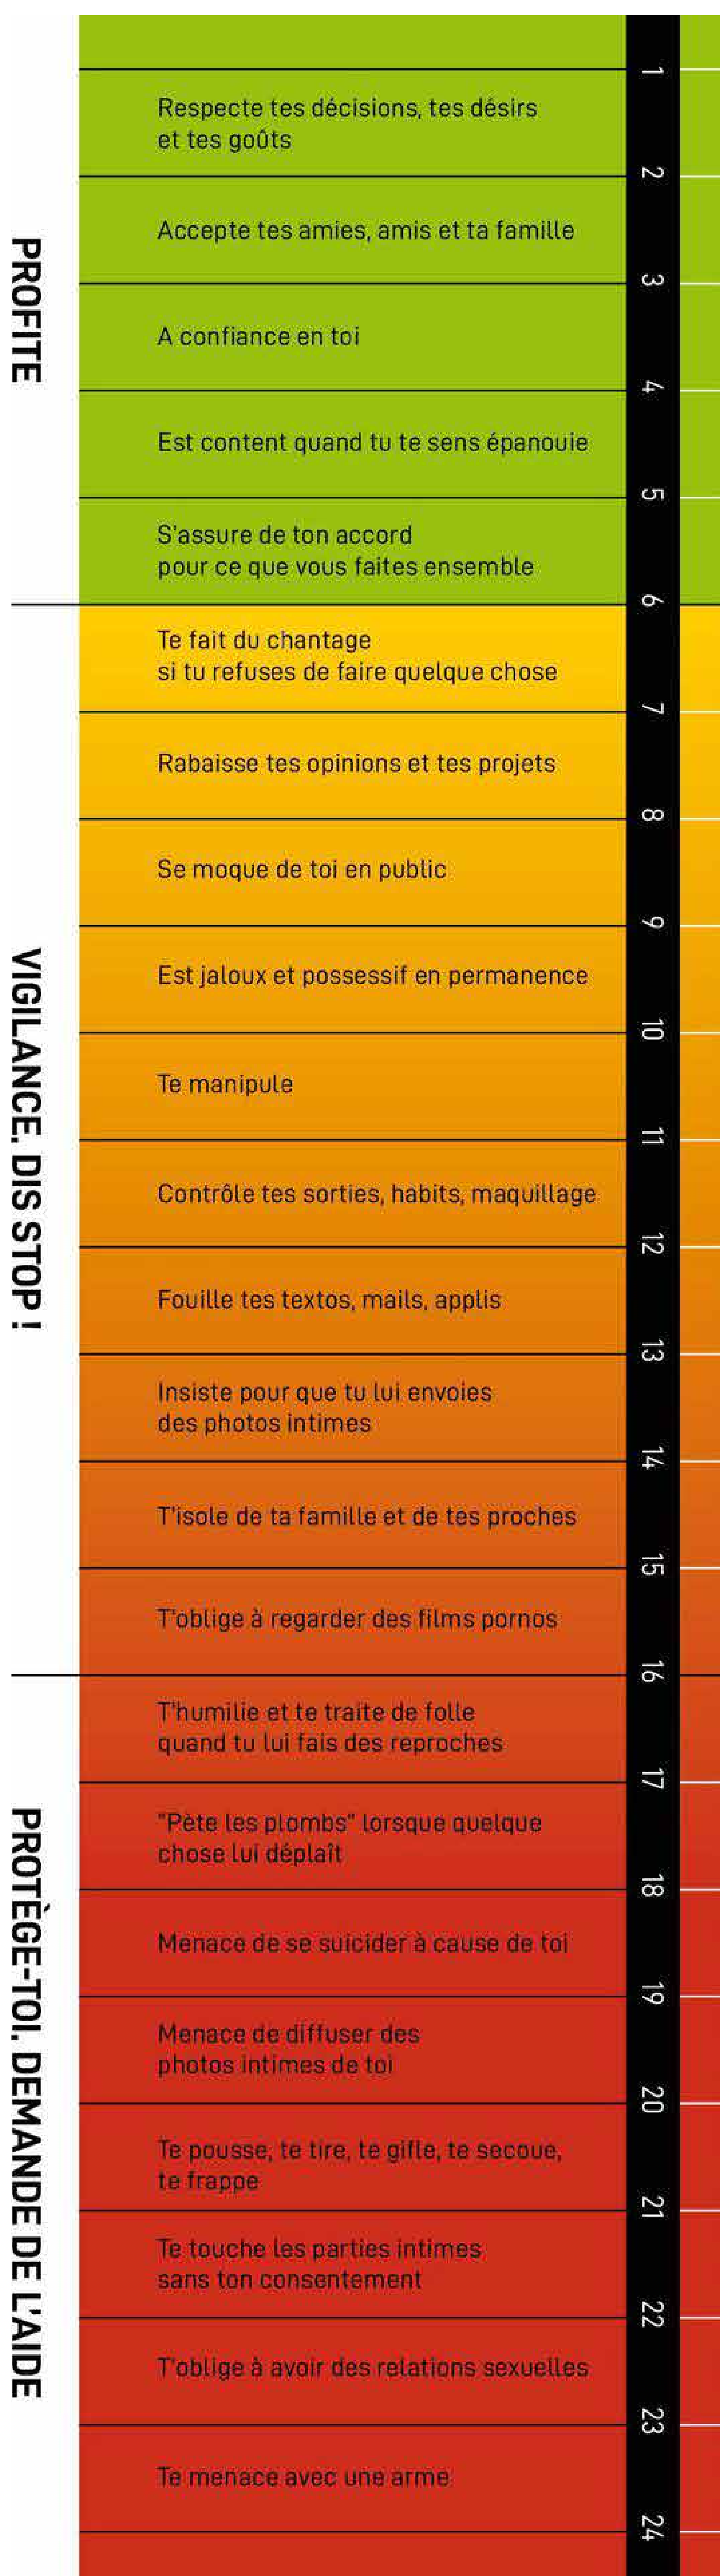 PROFITE
1
Respecte tes décisions, tes désirs
et tes goûts
2
Accepte tes amies, amis et ta famille
3
A confiance en toi
4
Est content quand tu te sens épanouie
5
S'assure de ton accord
pour ce que vous faites ensemble
6
VIGILANCE. DIS STOP !
Te fait du chantage
si tu refuses de faire quelque chose
7
Rabaisse tes opinions et tes projets
8
Se moque de toi en public
9
Est jaloux et possessif en permanence
10
Te manipule
11
Contrôle tes sorties, habits, maquillage
12
Fouille tes textos, mails, applis
13
Insiste pour que tu lui envoies
des photos intimes
14
T'isole de ta famille et de tes proches
15
T'oblige à regarder des films pornos
16
PROTÈGE-TOI. DEMANDE DE L'AIDE
T'humilie et te traite de folle
quand tu lui fais des reproches
17
"Pète les plombs" lorsque quelque
chose lui déplaît
18
Menace de se suicider à cause de toi
19
Menace de diffuser des
photos intimes de toi
20
Te pousse, te tire, te gifle, te secoue,
te frappe
21
Te touche les parties intimes
sans ton consentement
22
T'oblige à avoir des relations sexuelles
23
Te menace avec une arme
24